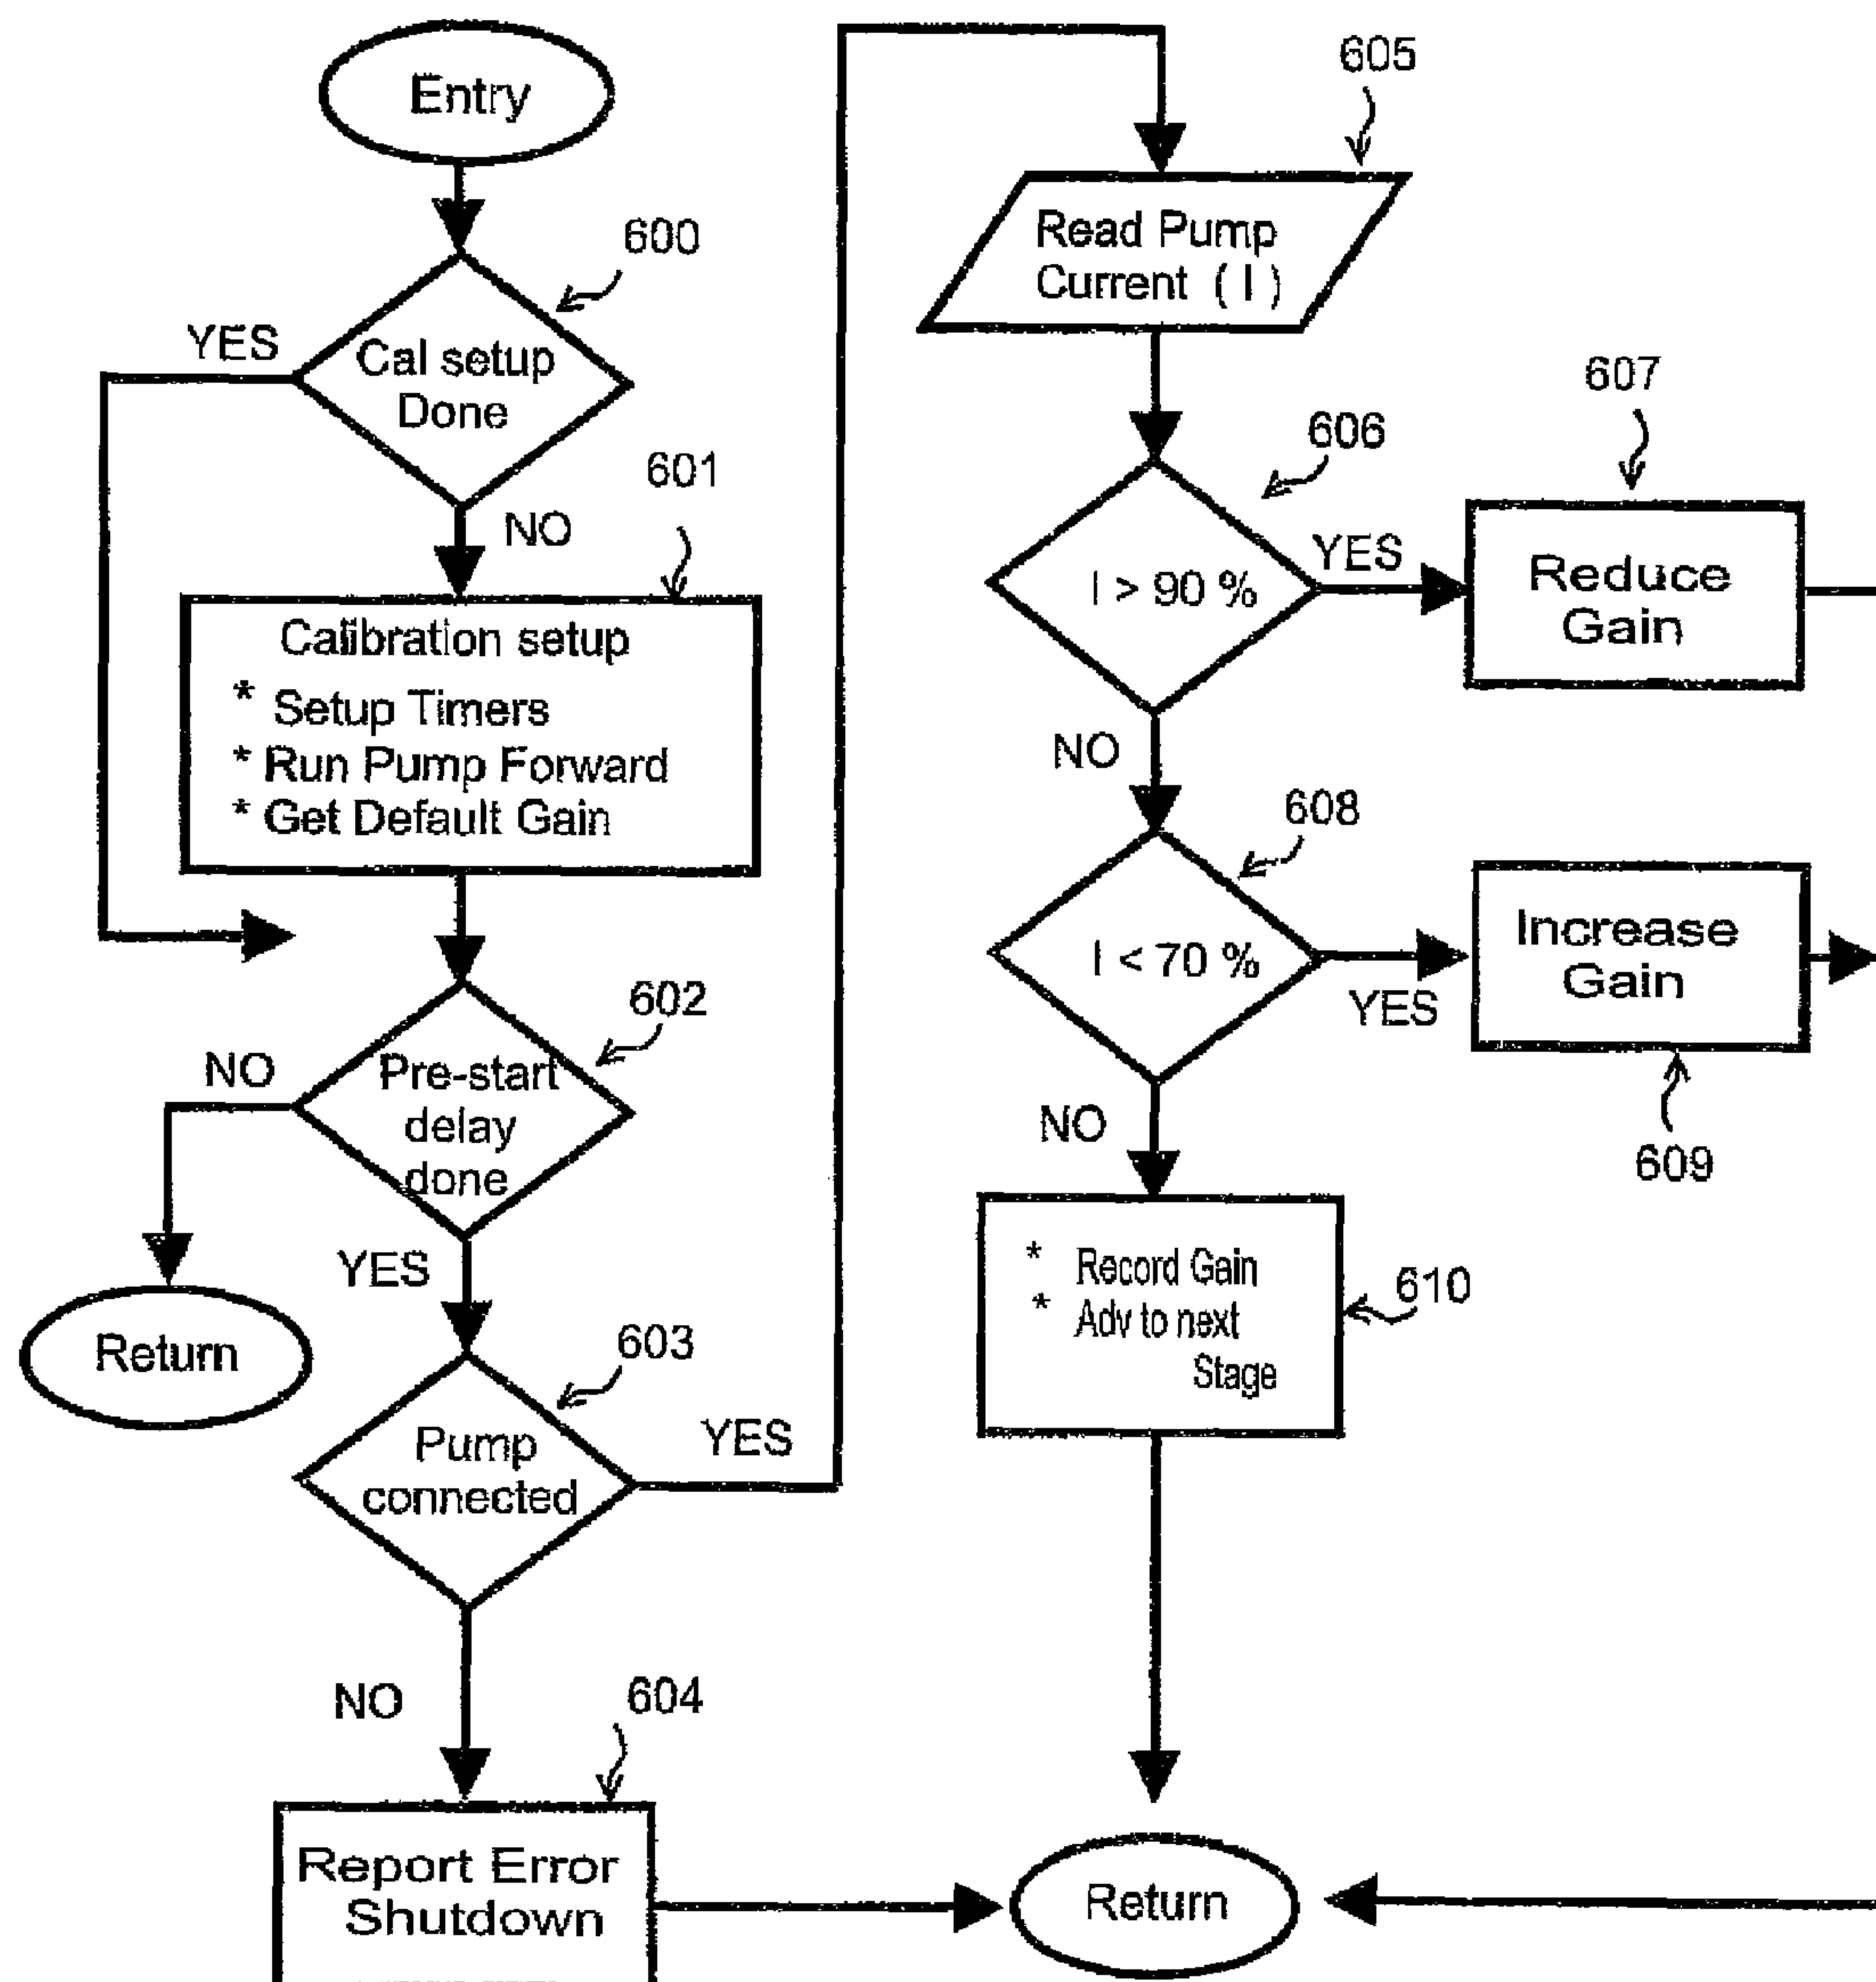 Entry
600
YES
Cal setup
Done
601
NO
Calibration setup
* Setup Timers
* Run Pump Forward
* Get Default Gain
602
NO
Pre-start
delay
done
YES
Return
603
Pump
connected
YES
NO
604
Report Error
Shutdown
605
Read Pump
Current ( I )
606
607
I > 90 %
YES
Reduce
Gain
NO
608
I < 70 %
YES
Increase
Gain
609
NO
* Record Gain
* Adv to next
Stage
610
Return